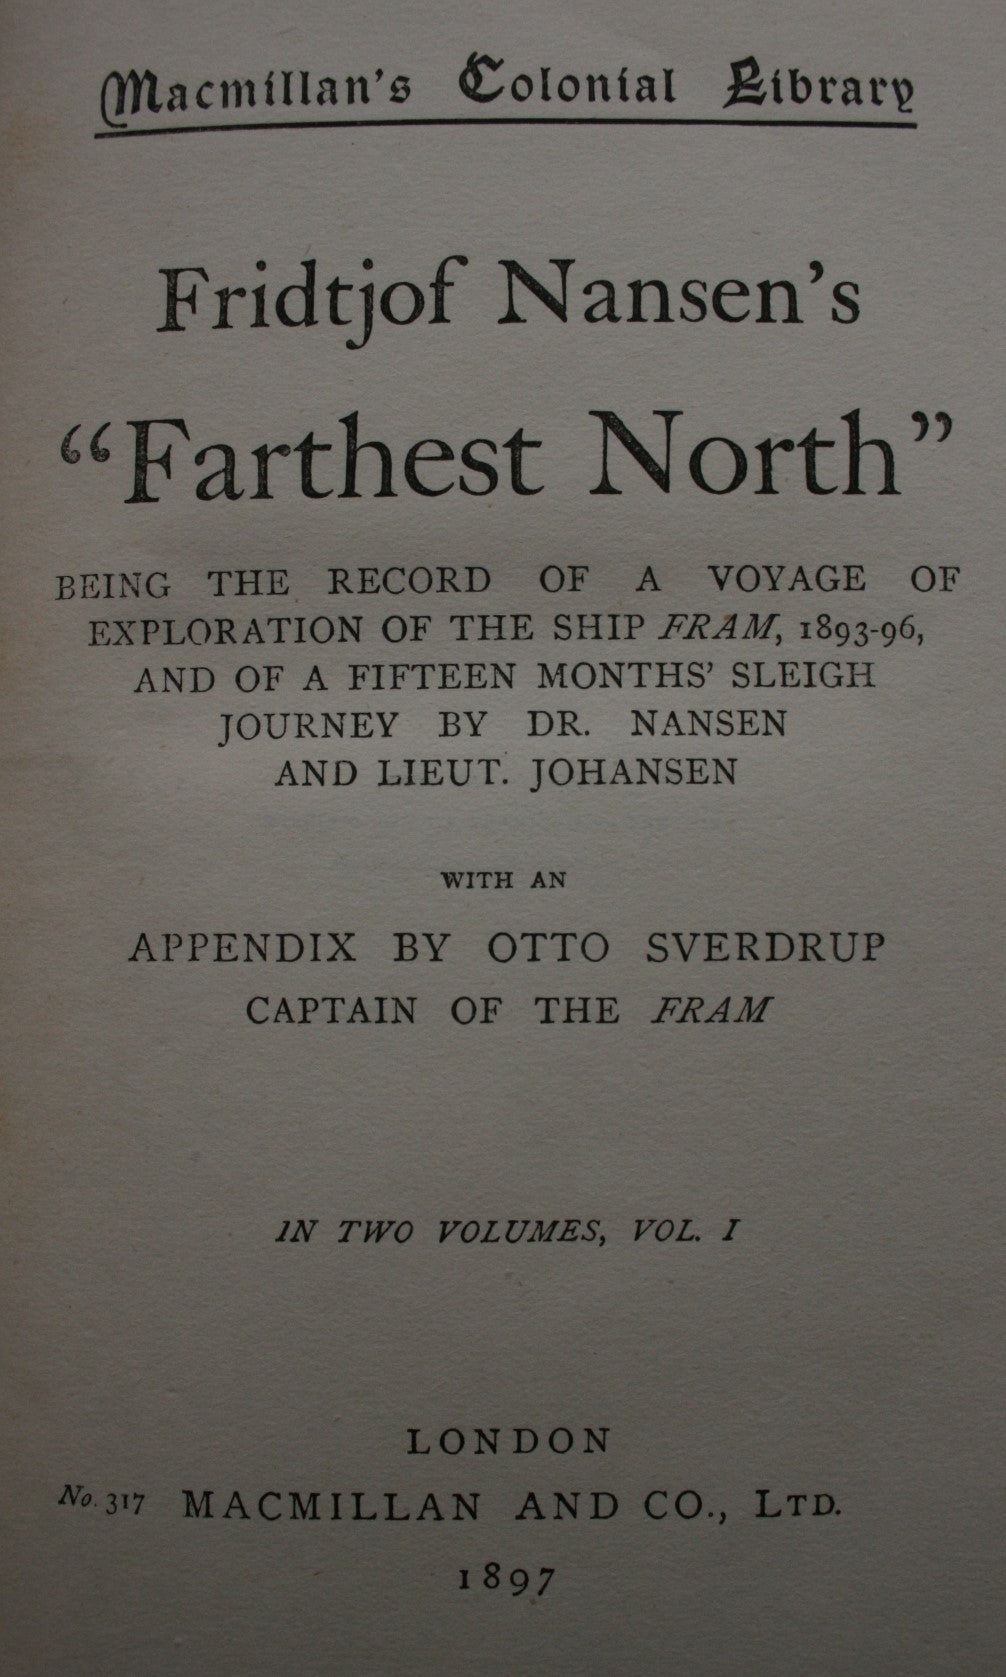 Macmillan's Colonial Library
Fridtjof Nansen's
“Farthest North”
BEING THE RECORD OF A VOYAGE OF
EXPLORATION OF THE SHIP FRAM, 1893-96,
AND OF A FIFTEEN MONTHS' SLEIGH
JOURNEY BY DR. NANSEN
AND LIEUT. JOHANSEN
WITH AN
APPENDIX BY OTTO SVERDRUP
CAPTAIN OF THE FRAM
IN TWO VOLUMES, VOL. I
LONDON
No. 317 MACMILLAN AND CO., LTD.
1897